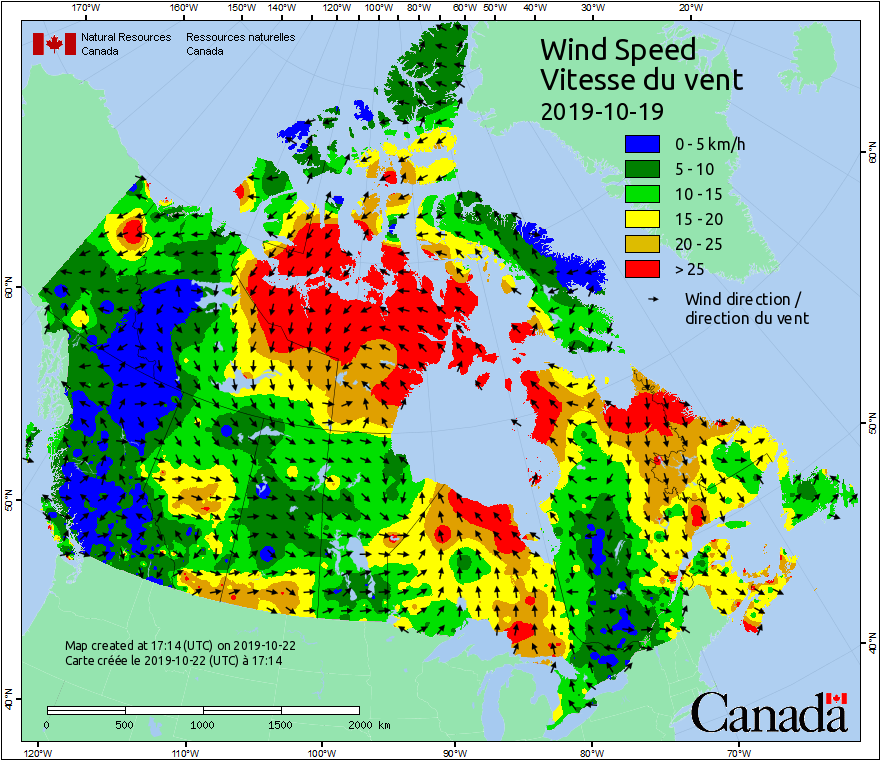 170°W 160°W 150°W 140°W 130°W 120°W 110°W 100°W 90°W 80°W 70°W 60°W 50°W 40°W 30°W 20°W
Natural Resources Ressources naturelles
Canada Canada
Wind Speed
Vitesse du vent
2019-10-19
0 - 5 km/h
5 - 10
10 - 15
15 - 20
20 - 25
> 25
Wind direction /
direction du vent
60°N
60°N
50°N
50°N
40°N
40°N
Map created at 17:14 (UTC) on 2019-10-22
Carte créée le 2019-10-22 (UTC) à 17:14
0 500 1000 1500 2000 km
Canada
120°W 110°W 100°W 90°W 80°W 70°W